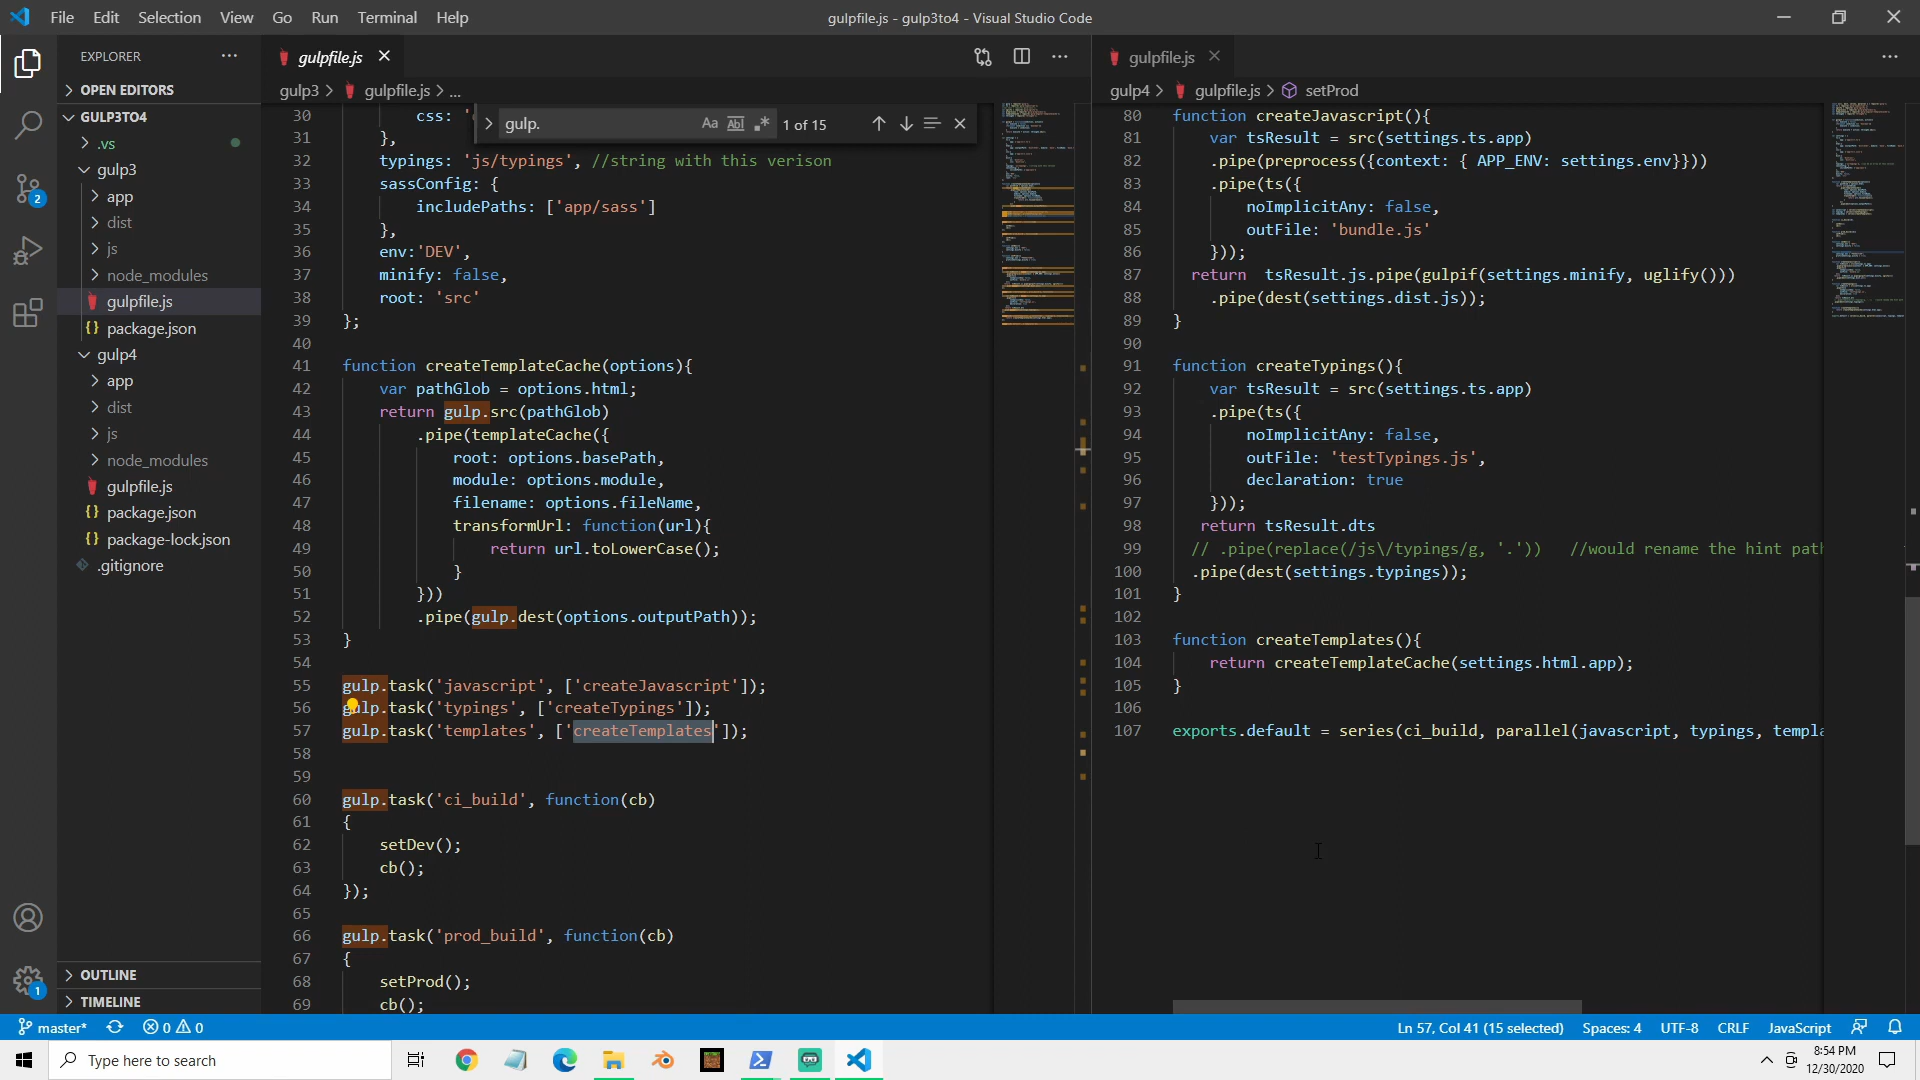 File Edit Selection View Go Run Terminal Help
gulpfile.js - gulp3to4 - Visual Studio Code
EXPLORER
OPEN EDITORS
GULP3TO4
.vs
gulp3
app
dist
js
node_modules
gulpfile.js
package.json
gulp4
app
dist
js
node_modules
gulpfile.js
package.json
package-lock.json
.gitignore
OUTLINE
TIMELINE
2
1
gulpfile.js
gulp3 > gulpfile.js > ...
gulp. Aa Abl .* 1 of 15
30 css: '
31 },
32 typings: 'js/typings', //string with this verison
33 sassConfig: {
34 includePaths: ['app/sass']
35 },
36 env:'DEV',
37 minify: false,
38 root: 'src'
39 };
40
41 function createTemplateCache(options){
42 var pathGlob = options.html;
43 return gulp.src(pathGlob)
44 .pipe(templateCache({
45 root: options.basePath,
46 module: options.module,
47 filename: options.fileName,
48 transformUrl: function(url){
49 return url.toLowerCase();
50 }
51 }))
52 .pipe(gulp.dest(options.outputPath));
53 }
54
55 gulp.task('javascript', ['createJavascript']);
56 gulp.task('typings', ['createTypings']);
57 gulp.task('templates', ['createTemplates']);
58
59
60 gulp.task('ci_build', function(cb)
61 {
62 setDev();
63 cb();
64 });
65
66 gulp.task('prod_build', function(cb)
67 {
68 setProd();
69 cb();
gulpfile.js
gulp4 > gulpfile.js > setProd
80 function createJavascript(){
81 var tsResult = src(settings.ts.app)
82 .pipe(preprocess({context: { APP_ENV: settings.env}}))
83 .pipe(ts({
84 noImplicitAny: false,
85 outFile: 'bundle.js'
86 }));
87 return tsResult.js.pipe(gulpif(settings.minify, uglify()))
88 .pipe(dest(settings.dist.js));
89 }
90
91 function createTypings(){
92 var tsResult = src(settings.ts.app)
93 .pipe(ts({
94 noImplicitAny: false,
95 outFile: 'testTypings.js',
96 declaration: true
97 }));
98 return tsResult.dts
99 // .pipe(replace(/js\/typings/g, '.')) //would rename the hint path
100 .pipe(dest(settings.typings));
101 }
102
103 function createTemplates(){
104 return createTemplateCache(settings.html.app);
105 }
106
107 exports.default = series(ci_build, parallel(javascript, typings, templa
master* 0 0
Ln 57, Col 41 (15 selected) Spaces: 4 UTF-8 CRLF JavaScript
Type here to search
8:54 PM
12/30/2020